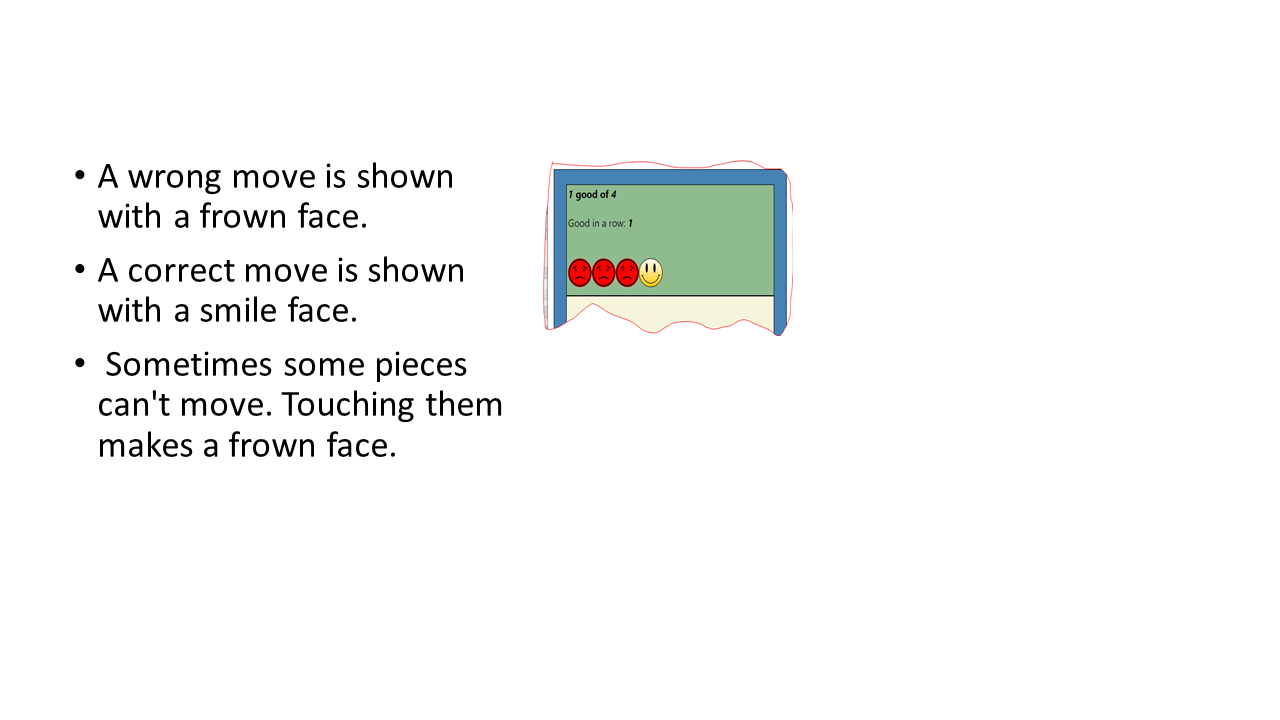 • A wrong move is shown
with a frown face.
• A correct move is shown
with a smile face.
• Sometimes some pieces
can't move. Touching them
makes a frown face.
1 good of 4
Good in a row: 1